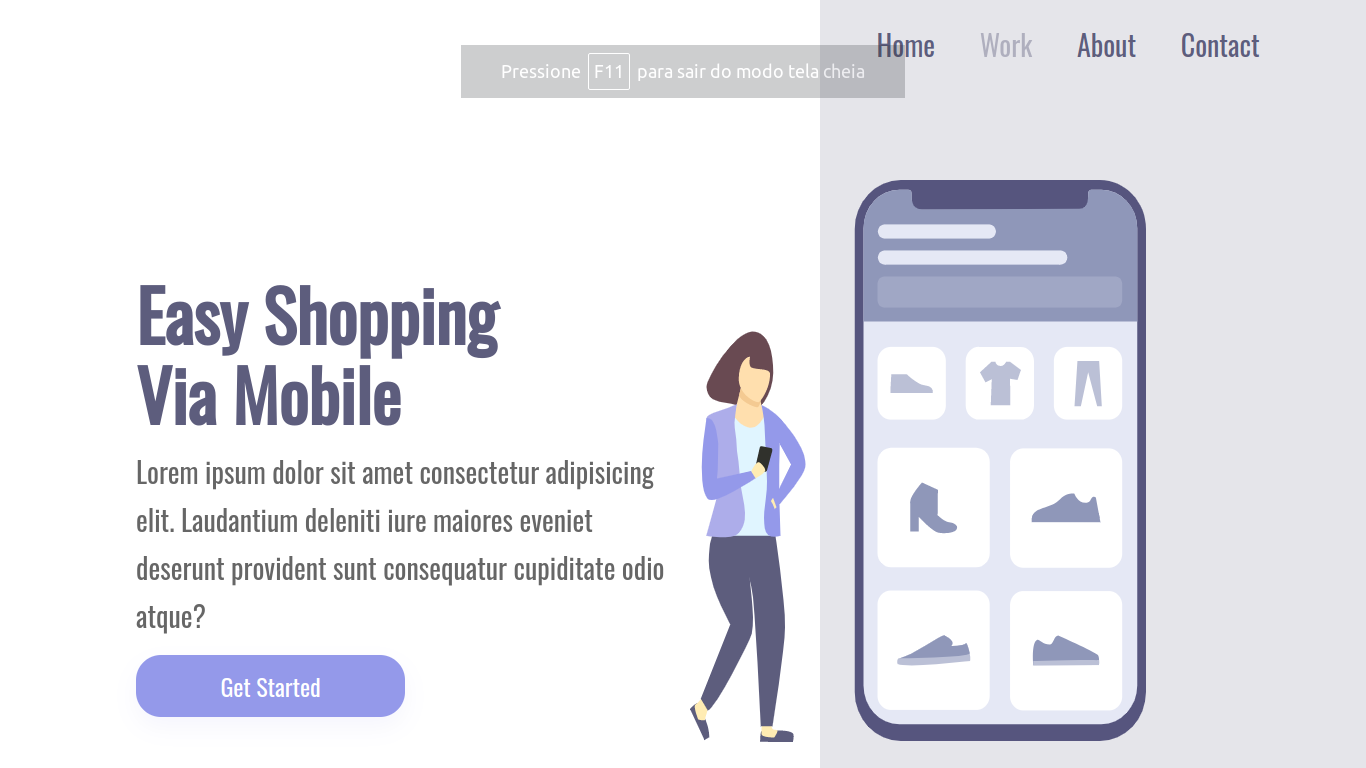 Home Work About Contact
Pressione F11 para sair do modo tela cheia
Easy Shopping
Via Mobile
Lorem ipsum dolor sit amet consectetur adipisicing
elit. Laudantium deleniti iure maiores eveniet
deserunt provident sunt consequatur cupiditate odio
atque?
Get Started